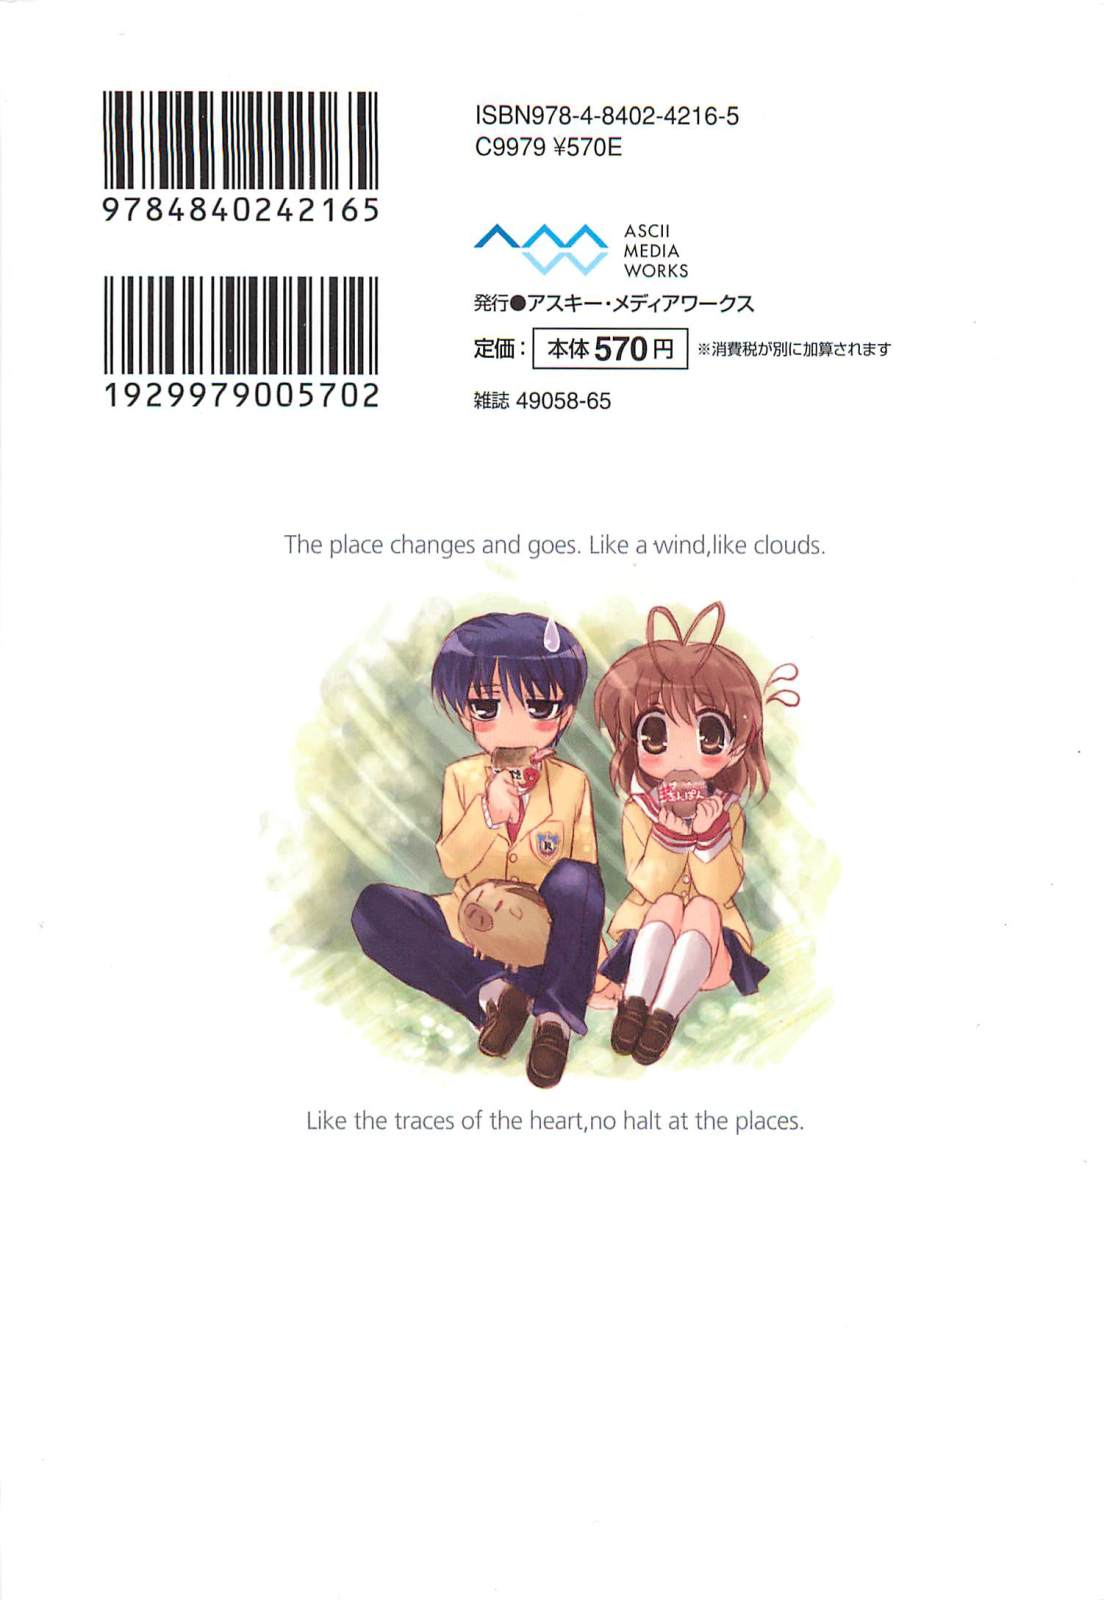 9784840242165
1929979005702
ISBN978-4-8402-4216-5
C9979 ¥570E
ASCII
MEDIA
WORKS
発行●アスキー・メディアワークス
定価：本体570円 ※消費税が別に加算されます
雑誌 49058-65
The place changes and goes. Like a wind,like clouds.
Like the traces of the heart,no halt at the places.